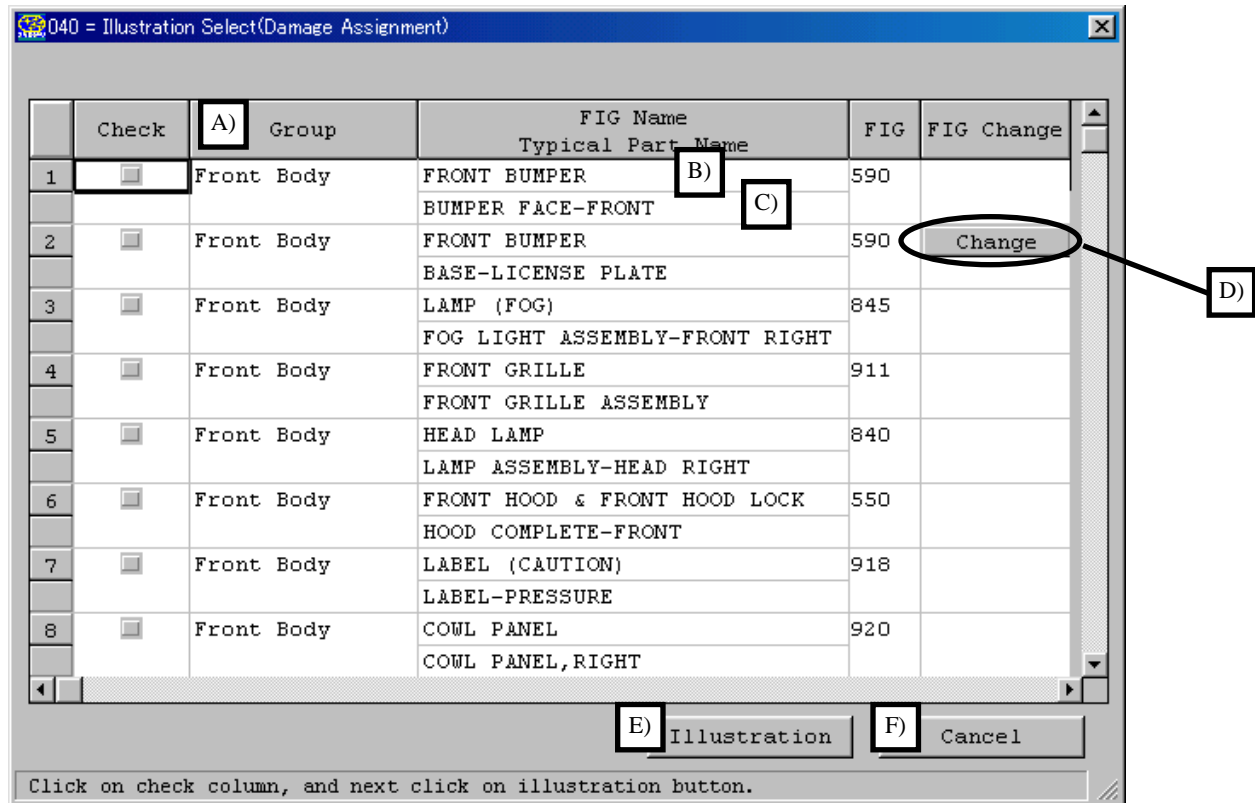 040 = Illustration Select(Damage Assignment)
Check A) Group FIG Name FIG FIG Change
Typical Part Name
1 Front Body FRONT BUMPER B) 590
BUMPER FACE-FRONT C)
2 Front Body FRONT BUMPER 590 Change
BASE-LICENSE PLATE
D)
3 Front Body LAMP (FOG) 845
FOG LIGHT ASSEMBLY-FRONT RIGHT
4 Front Body FRONT GRILLE 911
FRONT GRILLE ASSEMBLY
5 Front Body HEAD LAMP 840
LAMP ASSEMBLY-HEAD RIGHT
6 Front Body FRONT HOOD & FRONT HOOD LOCK 550
HOOD COMPLETE-FRONT
7 Front Body LABEL (CAUTION) 918
LABEL-PRESSURE
8 Front Body COWL PANEL 920
COWL PANEL,RIGHT
E) Illustration F) Cancel
Click on check column, and next click on illustration button.